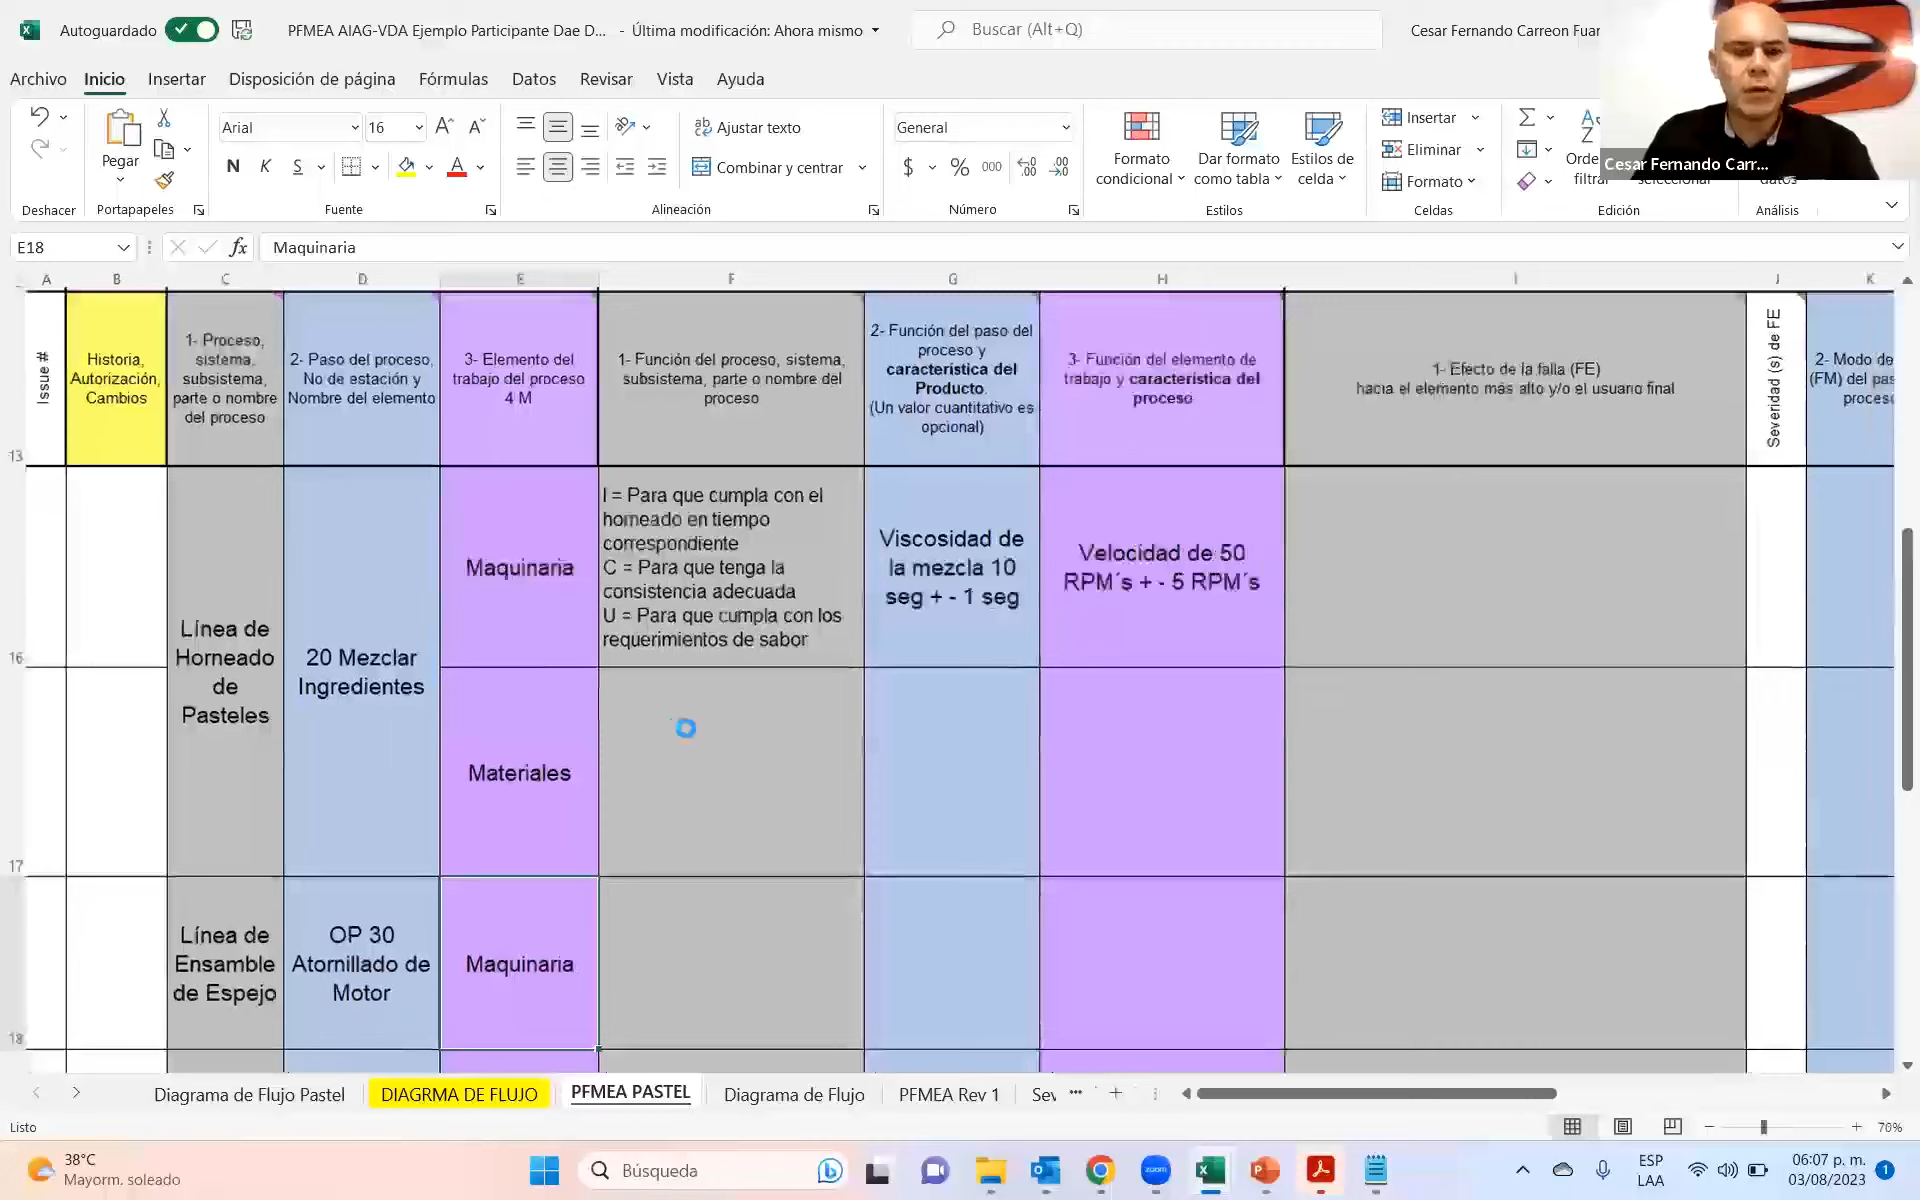 Autoguardado
PFMEA AIAG-VDA Ejemplo Participante Dae D... - Última modificación: Ahora mismo
Buscar (Alt+Q)
Cesar Fernando Carreon Fuar
Archivo Inicio Insertar Disposición de página Fórmulas Datos Revisar Vista Ayuda
Pegar
Arial 16
N K S
Ajustar texto
Combinar y centrar
General
$ % 000
Formato condicional
Dar formato como tabla
Estilos de celda
Insertar
Eliminar
Formato
Cesar Fernando Carr...
Deshacer Portapapeles Fuente Alineación Número Estilos Celdas Edición Análisis
E18 fx Maquinaria
A B C D E F G H I J K
Issue #
Historia,
Autorización,
Cambios
1- Proceso,
sistema,
subsistema,
parte o nombre
del proceso
2- Paso del proceso,
No de estación y
Nombre del elemento
3- Elemento del
trabajo del proceso
4 M
1- Función del proceso, sistema,
subsistema, parte o nombre del
proceso
2- Función del paso del
proceso y
característica del
Producto.
(Un valor cuantitativo es
opcional)
3- Función del elemento de
trabajo y característica del
proceso
1- Efecto de la falla (FE)
hacia el elemento más alto y/o el usuario final
Severidad (s) de FE
2- Modo de
(FM) del pas
proces
13
Línea de
Horneado
de
Pasteles
20 Mezclar
Ingredientes
Maquinaria
I = Para que cumpla con el
horneado en tiempo
correspondiente
C = Para que tenga la
consistencia adecuada
U = Para que cumpla con los
requerimientos de sabor
Viscosidad de
la mezcla 10
seg + - 1 seg
Velocidad de 50
RPM´s + - 5 RPM´s
16
Materiales
17
Línea de
Ensamble
de Espejo
OP 30
Atornillado de
Motor
Maquinaria
18
Diagrama de Flujo Pastel DIAGRMA DE FLUJO PFMEA PASTEL Diagrama de Flujo PFMEA Rev 1 Sev ...
Listo
70%
38°C
Mayorm. soleado
Búsqueda
zoom
ESP
LAA
06:07 p. m.
03/08/2023
1